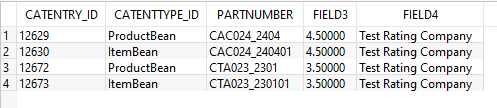 CATENTRY_ID CATENTTYPE_ID PARTNUMBER FIELD3 FIELD4
1 12629 ProductBean CAC024_2404 4.50000 Test Rating Company
2 12630 ItemBean CAC024_240401 4.50000 Test Rating Company
3 12672 ProductBean CTA023_2301 3.50000 Test Rating Company
4 12673 ItemBean CTA023_230101 3.50000 Test Rating Company